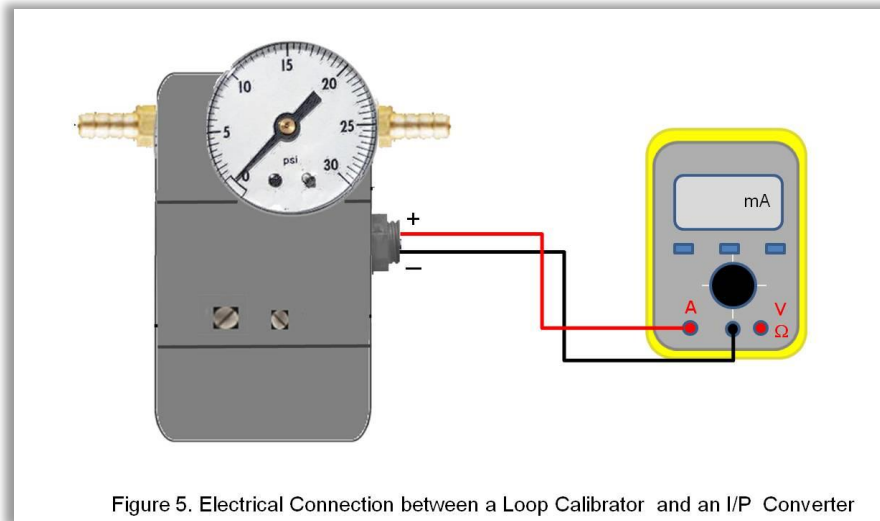 15
10
20
5
25
psi
0
30
+
−
mA
A
V
Ω
Figure 5. Electrical Connection between a Loop Calibrator and an I/P Converter